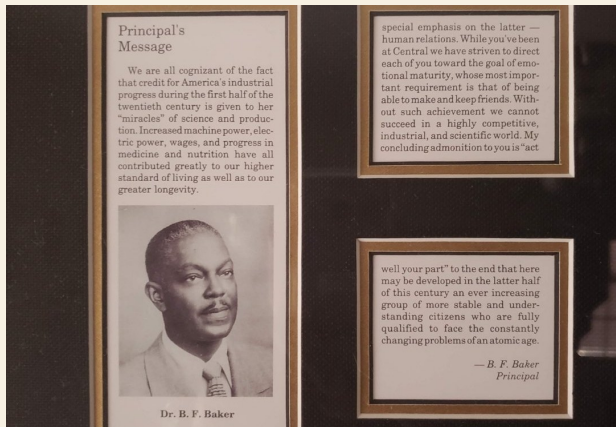 Principal's
Message
We are all cognizant of the fact
that credit for America's industrial
progress during the first half of the
twentieth century is given to her
"miracles" of science and produc-
tion. Increased machine power, elec-
tric power, wages, and progress in
medicine and nutrition have all
contributed greatly to our higher
standard of living as well as to our
greater longevity.
Dr. B. F. Baker
special emphasis on the latter —
human relations. While you've been
at Central we have striven to direct
each of you toward the goal of emo-
tional maturity, whose most impor-
tant requirement is that of being
able to make and keep friends. With-
out such achievement we cannot
succeed in a highly competitive,
industrial, and scientific world. My
concluding admonition to you is "act
well your part" to the end that here
may be developed in the latter half
of this century an ever increasing
group of more stable and under-
standing citizens who are fully
qualified to face the constantly
changing problems of an atomic age.
— B. F. Baker
Principal